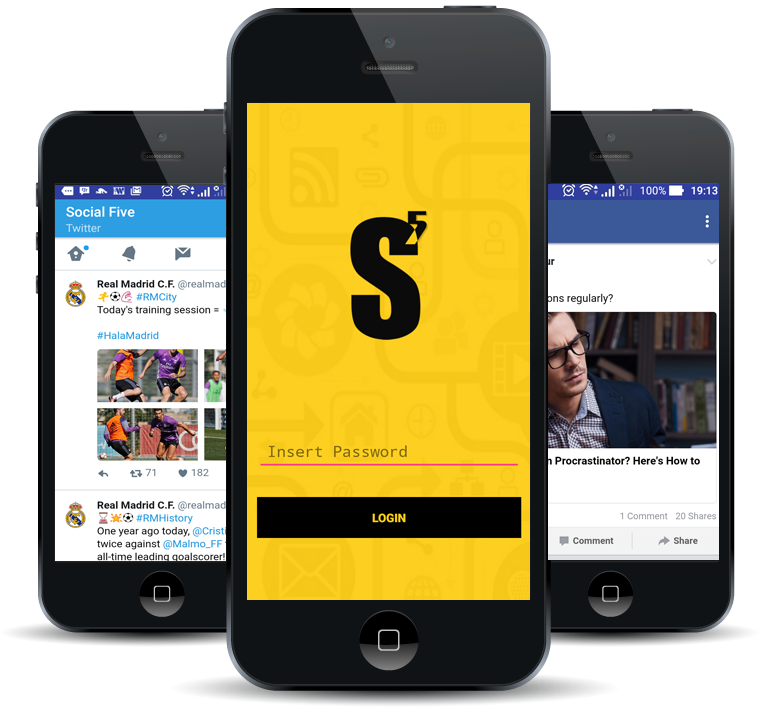 Social Five
Twitter
Real Madrid C.F. @realmad
#RMCity
Today's training session =
#HalaMadrid
71 182
Real Madrid C.F. @realmad
#RMHistory
One year ago today, @Cristi
twice against @Malmo_FF
all-time leading goalscorer!
S5
Insert Password
LOGIN
100% 19:13
ur
ons regularly?
n Procrastinator? Here's How to
1 Comment 20 Shares
Comment Share